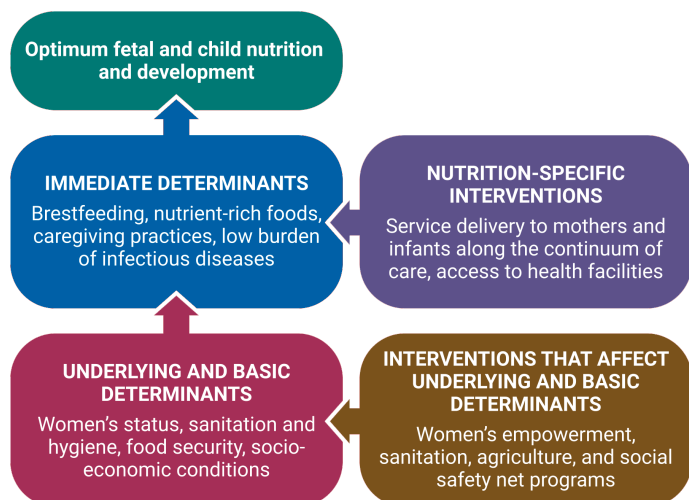 Optimum fetal and child nutrition
and development
IMMEDIATE DETERMINANTS
Brestfeeding, nutrient-rich foods,
caregiving practices, low burden
of infectious diseases
NUTRITION-SPECIFIC
INTERVENTIONS
Service delivery to mothers and
infants along the continuum of
care, access to health facilities
UNDERLYING AND BASIC
DETERMINANTS
Women’s status, sanitation and
hygiene, food security, socio-
economic conditions
INTERVENTIONS THAT AFFECT
UNDERLYING AND BASIC
DETERMINANTS
Women’s empowerment,
sanitation, agriculture, and social
safety net programs